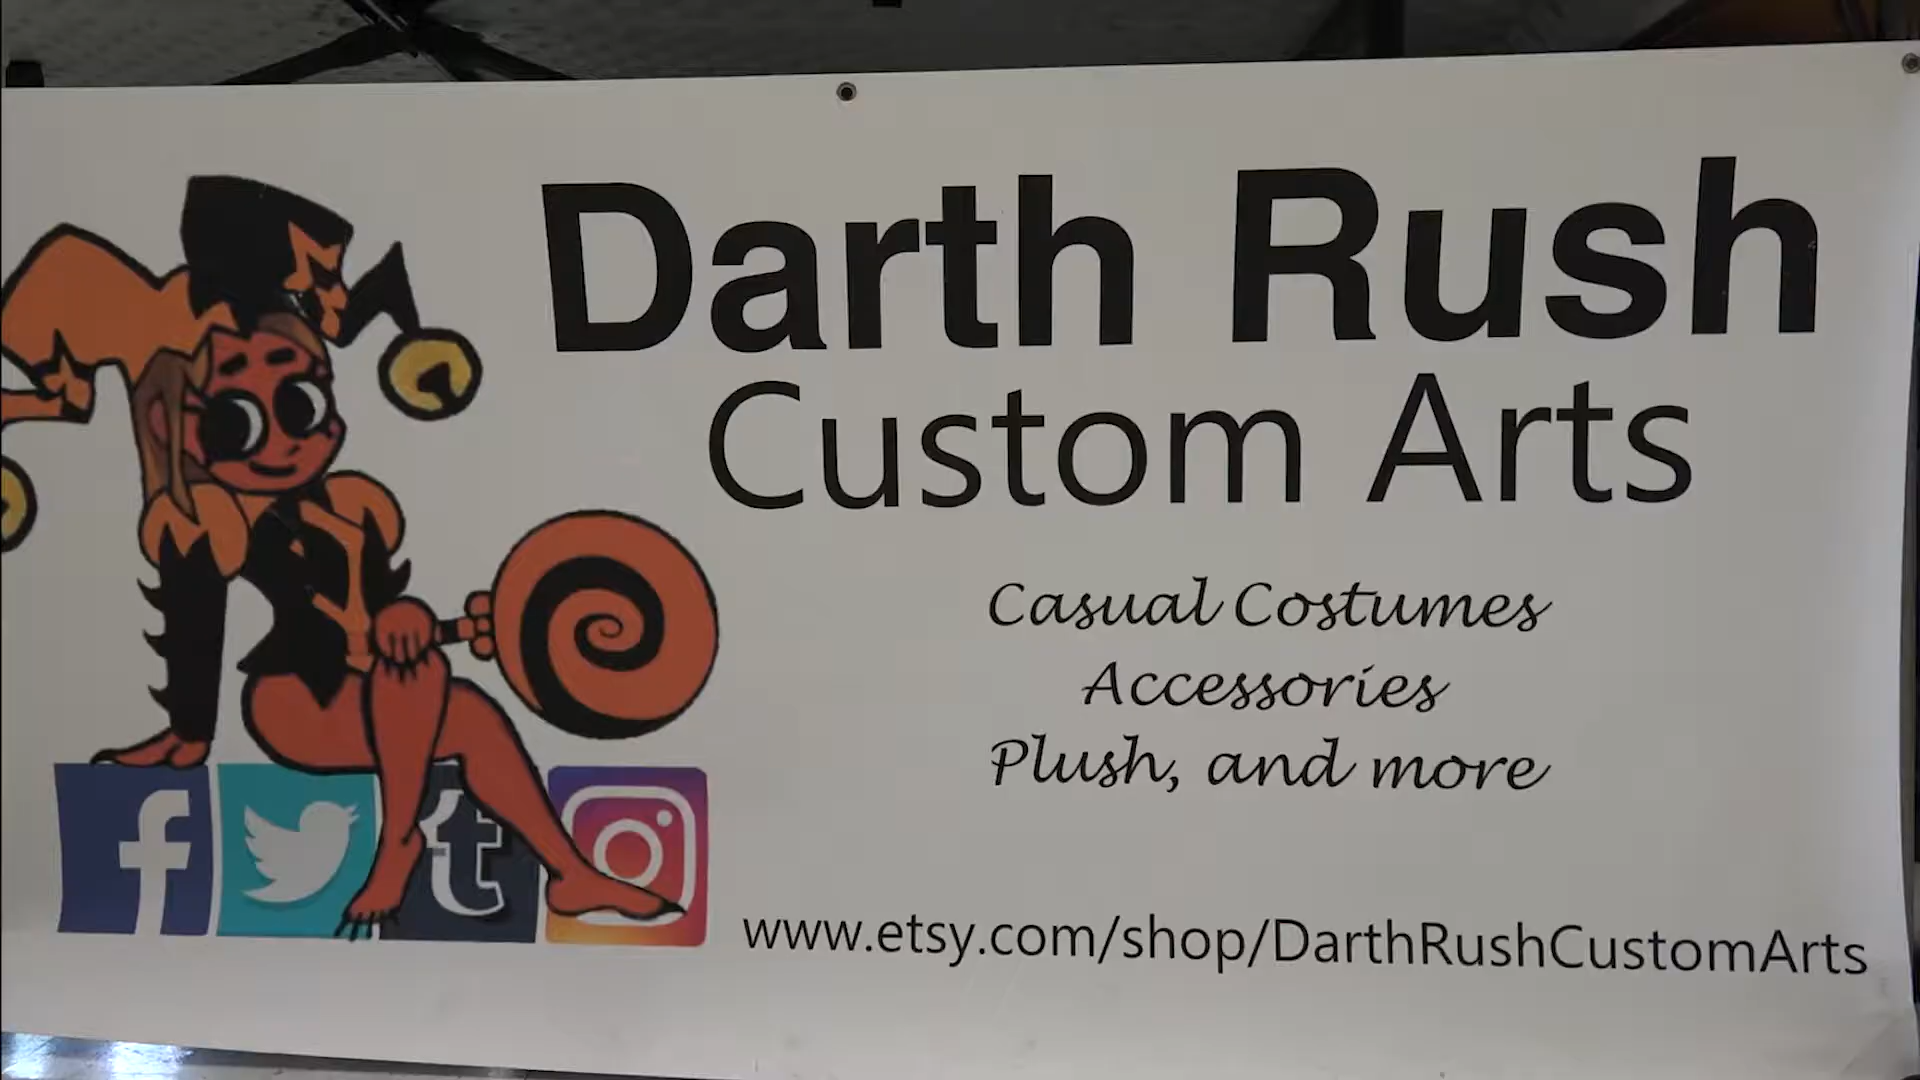 Darth Rush
Custom Arts
Casual Costumes
Accessories
Plush, and more
f
t
www.etsy.com/shop/DarthRushCustomArts